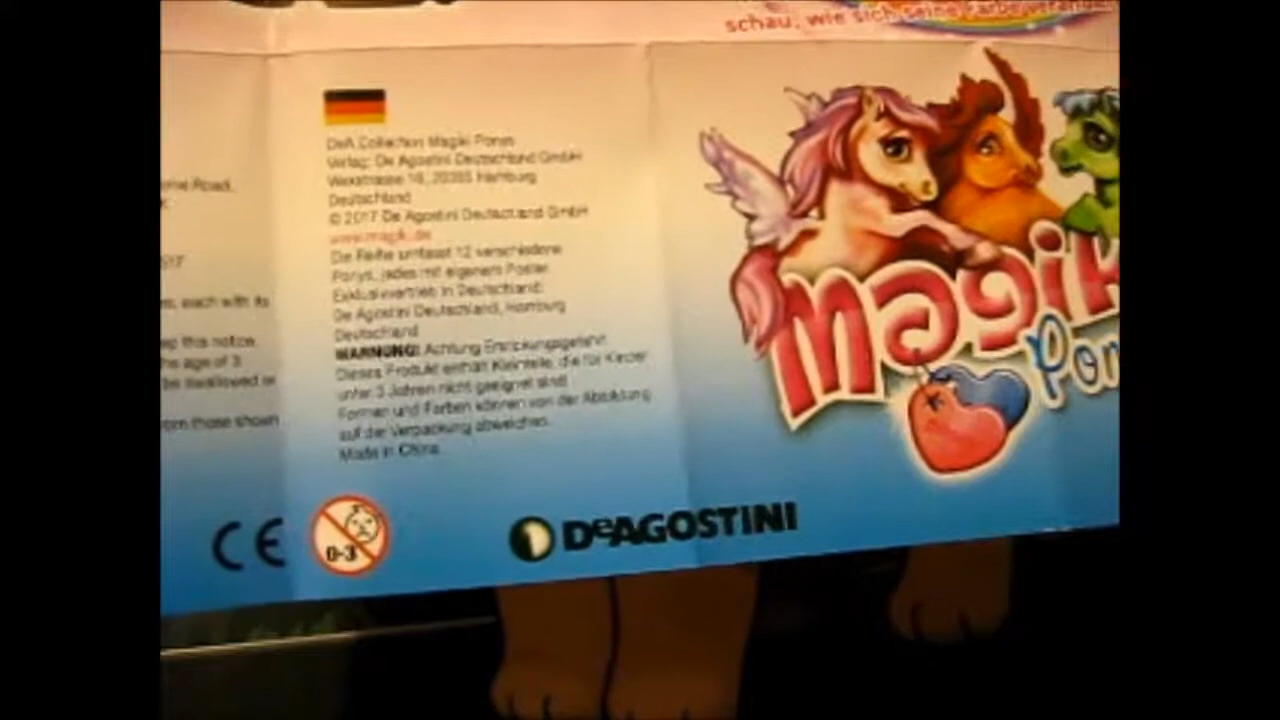 schau, wie sich seine Farbe verändert
DeA Collection Magiki Ponys
Verlag: De Agostini Deutschland GmbH
Hamburg
Deutschland
© 2017 De Agostini Deutschland GmbH
www.magiki.de
Die Reihe umfasst 12 verschiedene
Ponys, jedes mit eigenem Poster.
Exklusivvertrieb in Deutschland:
De Agostini Deutschland, Hamburg
Deutschland
WARNUNG! Achtung Erstickungsgefahr!
Dieses Produkt enthält Kleinteile, die für Kinder
unter 3 Jahren nicht geeignet sind!
Formen und Farben können von der Abbildung
auf der Verpackung abweichen.
Made in China.
Road,
each with its
this notice.
the age of 3
be swallowed or
from those shown
CE
0-3
DeAGOSTINI
Magik
Pon